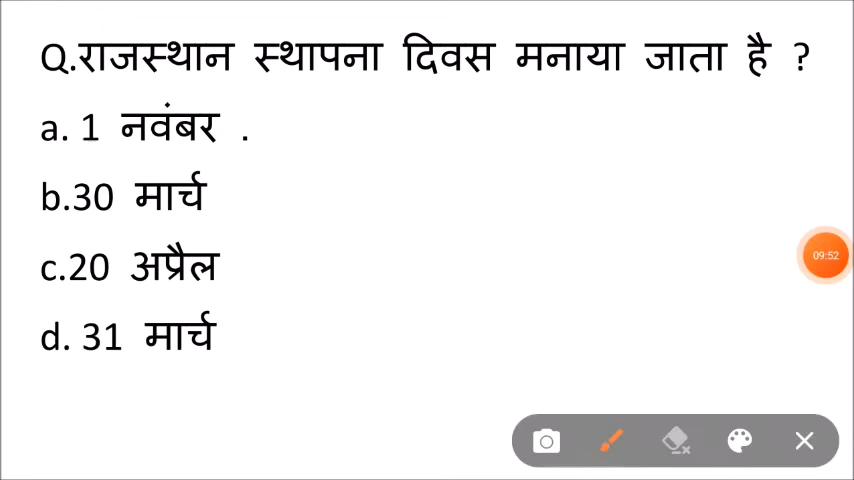 Q.राजस्थान स्थापना दिवस मनाया जाता है ?
a. 1 नवंबर .
b.30 मार्च
c.20 अप्रैल
09:52
d. 31 मार्च